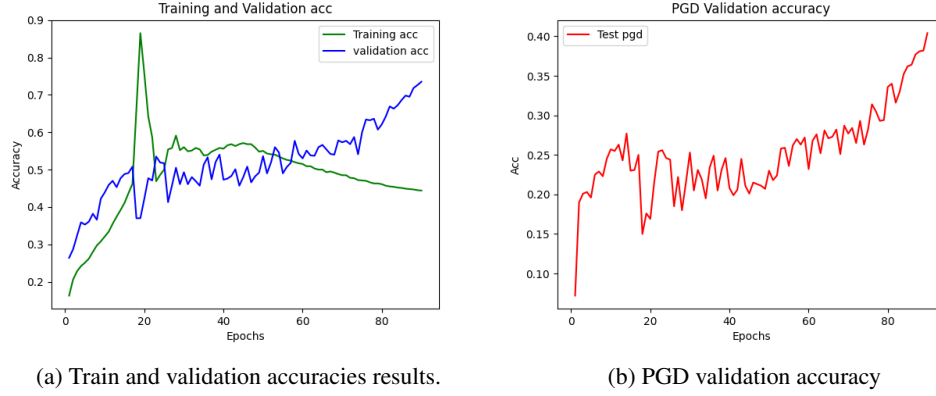 Training and Validation acc
0.9
0.8
0.7
0.6
0.5
0.4
0.3
0.2
Accuracy
Training acc
validation acc
0
20
40
60
80
Epochs
(a) Train and validation accuracies results.
PGD Validation accuracy
0.40
0.35
0.30
0.25
0.20
0.15
0.10
Acc
Test pgd
0
20
40
60
80
Epochs
(b) PGD validation accuracy